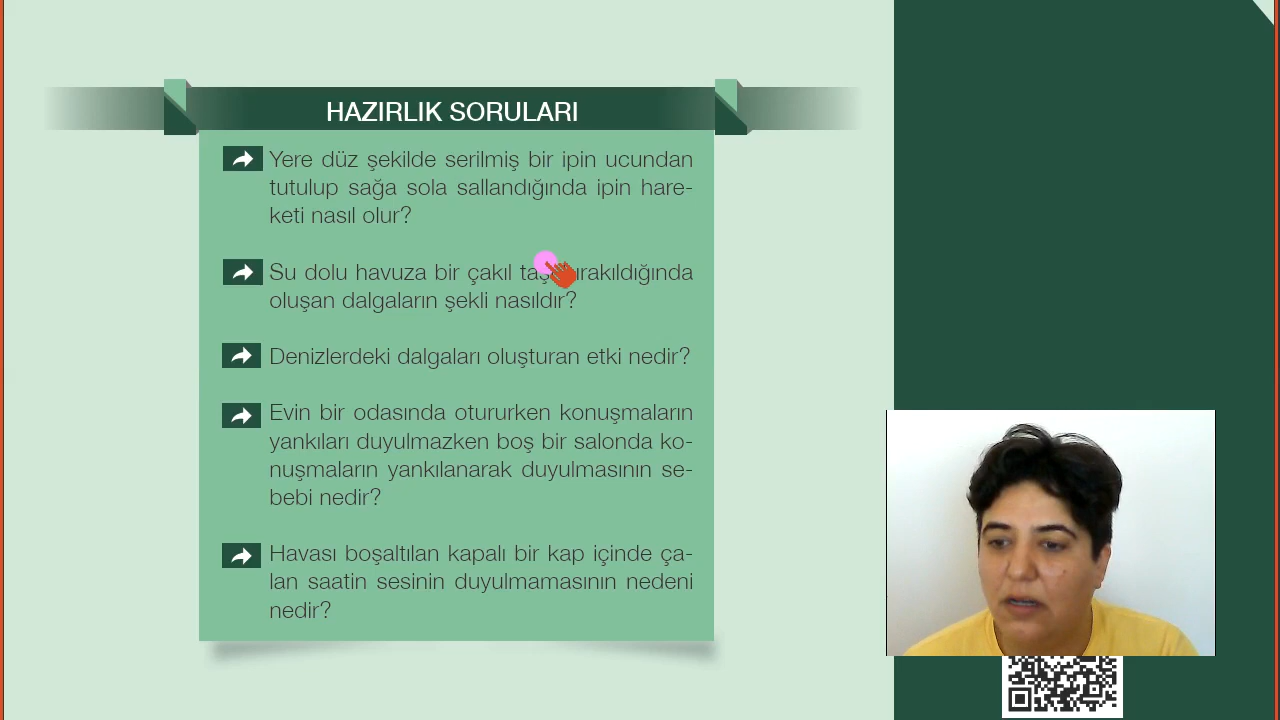 HAZIRLIK SORULARI
Yere düz şekilde serilmiş bir ipin ucundan
tutulup sağa sola sallandığında ipin hare-
keti nasıl olur?
Su dolu havuza bir çakıl
oluşan dalgaların şekli nasıldır?
Denizlerdeki dalgaları oluşturan etki nedir?
Evin bir odasında otururken konuşmaların
yankıları duyulmazken boş bir salonda ko-
nuşmaların yankılanarak duyulmasının se-
bebi nedir?
Havası boşaltılan kapalı bir kap içinde ça-
lan saatin sesinin duyulmamasının nedeni
nedir?